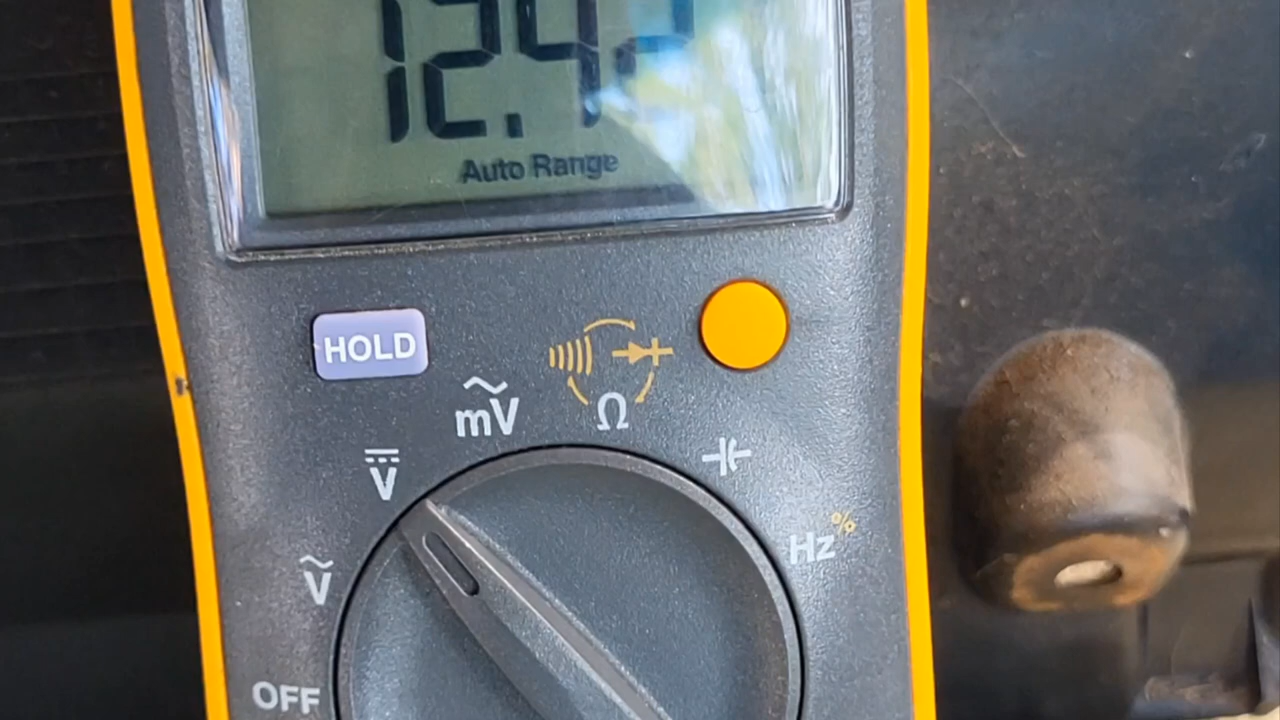 12.4
Auto Range
HOLD
mV
Ω
V
Hz%
V
OFF